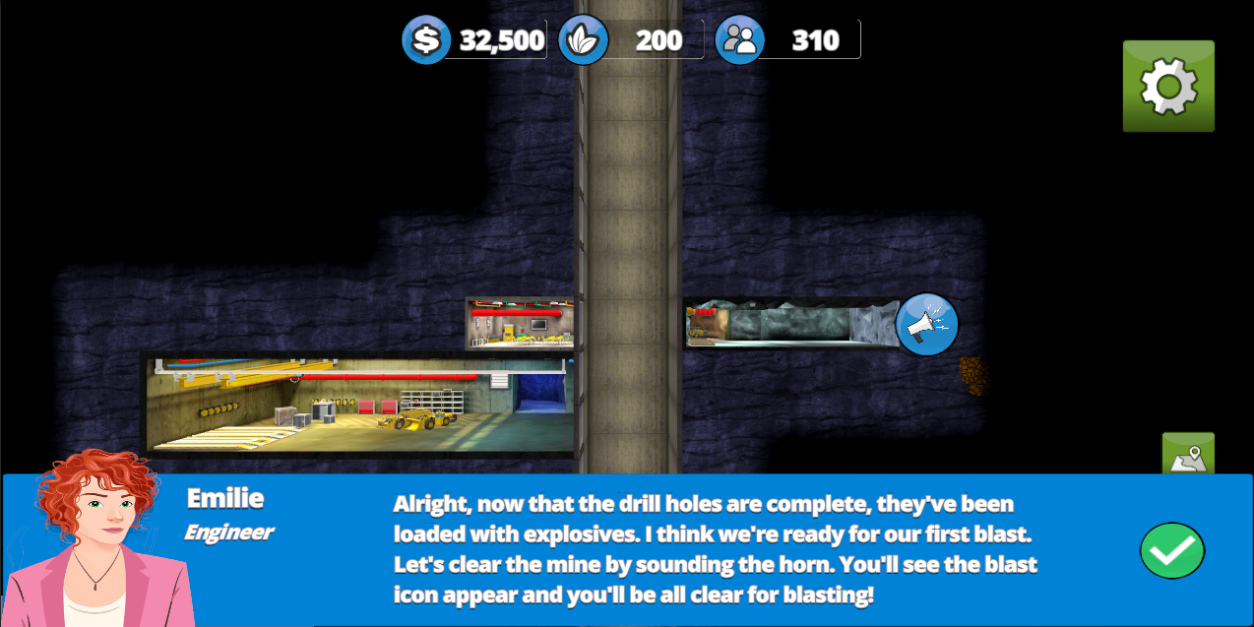 32,500
200
310
Emilie
Engineer
Alright, now that the drill holes are complete, they've been
loaded with explosives. I think we're ready for our first blast.
Let's clear the mine by sounding the horn. You'll see the blast
icon appear and you'll be all clear for blasting!